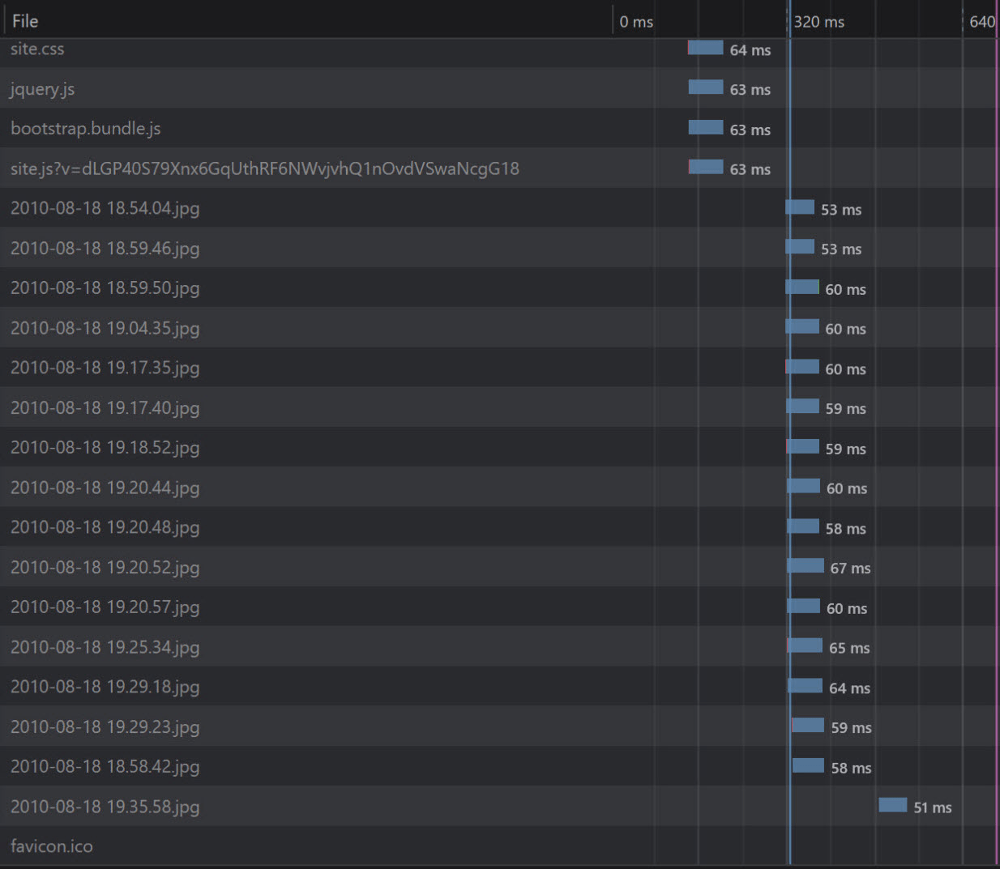 File 0 ms 320 ms 640
site.css 64 ms
jquery.js 63 ms
bootstrap.bundle.js 63 ms
site.js?v=dLGP40S79Xnx6GqUthRF6NWvjvhQ1nOvdVSwaNcgG18 63 ms
2010-08-18 18.54.04.jpg 53 ms
2010-08-18 18.59.46.jpg 53 ms
2010-08-18 18.59.50.jpg 60 ms
2010-08-18 19.04.35.jpg 60 ms
2010-08-18 19.17.35.jpg 60 ms
2010-08-18 19.17.40.jpg 59 ms
2010-08-18 19.18.52.jpg 59 ms
2010-08-18 19.20.44.jpg 60 ms
2010-08-18 19.20.48.jpg 58 ms
2010-08-18 19.20.52.jpg 67 ms
2010-08-18 19.20.57.jpg 60 ms
2010-08-18 19.25.34.jpg 65 ms
2010-08-18 19.29.18.jpg 64 ms
2010-08-18 19.29.23.jpg 59 ms
2010-08-18 18.58.42.jpg 58 ms
2010-08-18 19.35.58.jpg 51 ms
favicon.ico